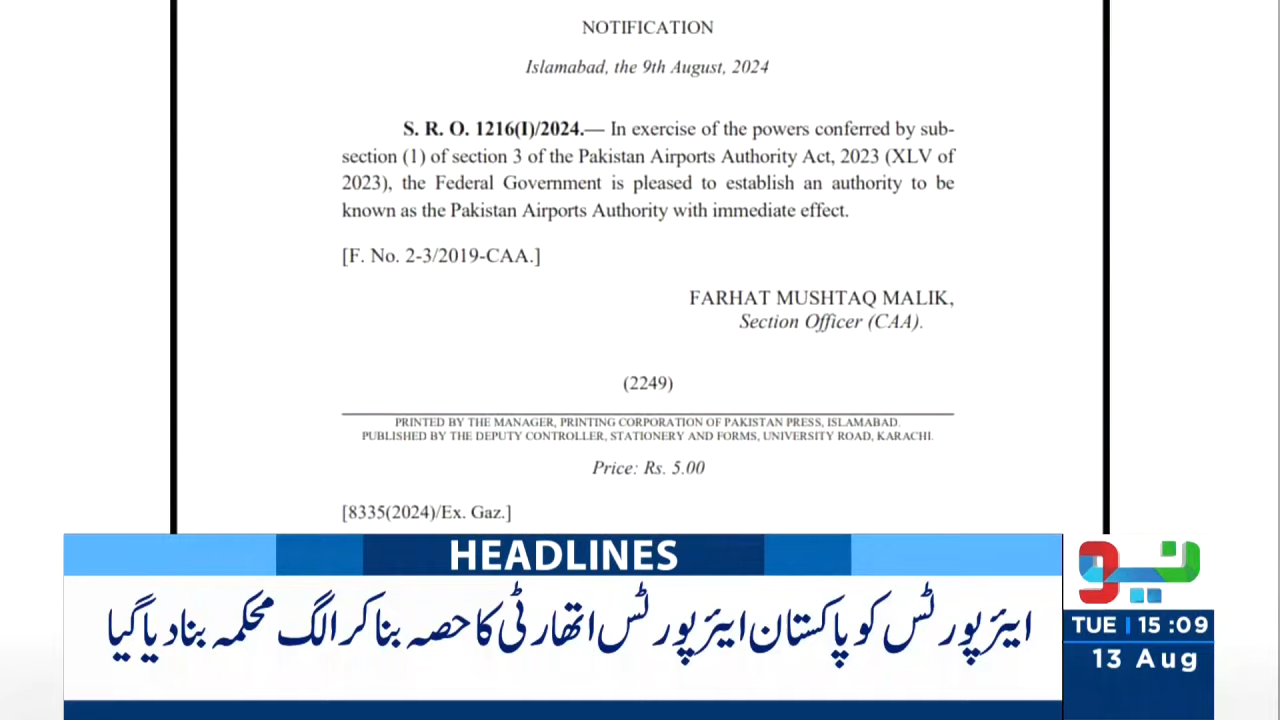 NOTIFICATION
Islamabad, the 9th August, 2024
S. R. O. 1216(I)/2024.— In exercise of the powers conferred by sub-
section (1) of section 3 of the Pakistan Airports Authority Act, 2023 (XLV of
2023), the Federal Government is pleased to establish an authority to be
known as the Pakistan Airports Authority with immediate effect.
[F. No. 2-3/2019-CAA.]
FARHAT MUSHTAQ MALIK,
Section Officer (CAA).
(2249)
PRINTED BY THE MANAGER, PRINTING CORPORATION OF PAKISTAN PRESS, ISLAMABAD.
PUBLISHED BY THE DEPUTY CONTROLLER, STATIONERY AND FORMS, UNIVERSITY ROAD, KARACHI.
Price: Rs. 5.00
[8335(2024)/Ex. Gaz.]
HEADLINES
ایئرپورٹس کو پاکستان ایئرپورٹس اتھارٹی کا حصہ بنا کر الگ محکمہ بنا دیا گیا
نیو
TUE | 15:09
13 Aug